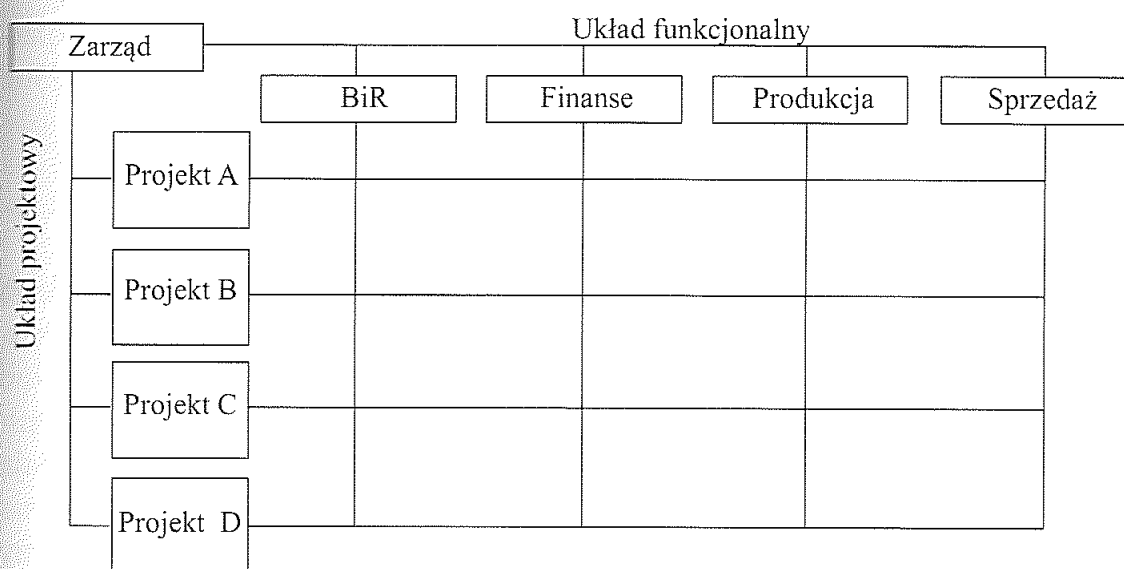 Układ funkcjonalny
Zarząd
BiR
Finanse
Produkcja
Sprzedaż
Układ projektowy
Projekt A
Projekt B
Projekt C
Projekt D